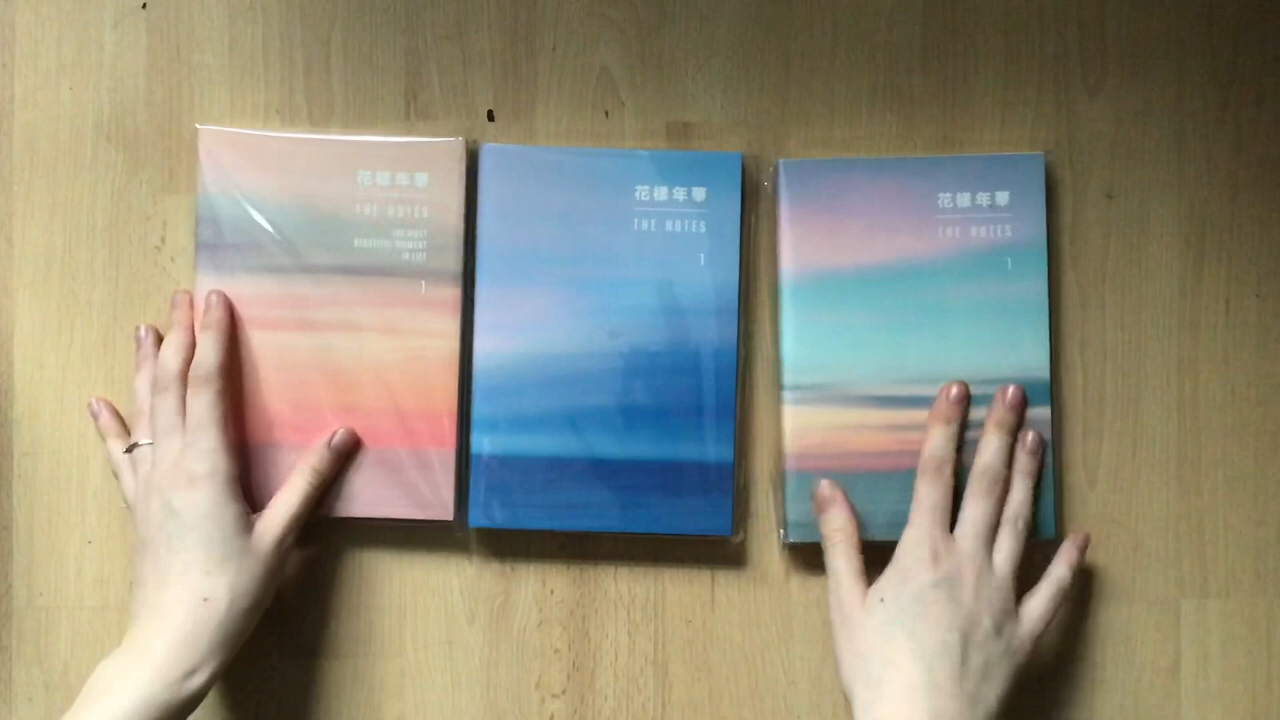 花樣年華
THE NOTES
THE MOST
BEAUTIFUL MOMENT
IN LIFE
1
花樣年華
THE NOTES
1
花樣年華
THE NOTES
1